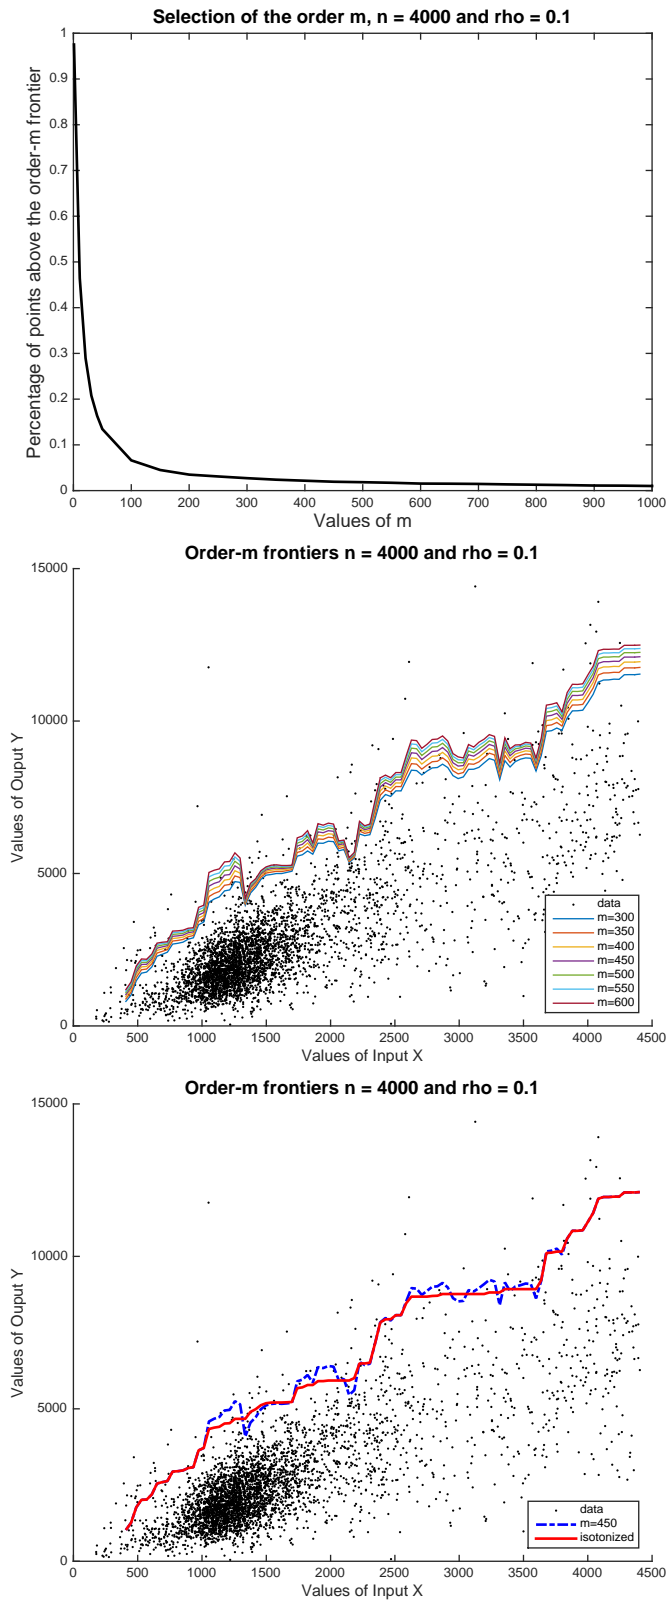 Selection of the order m, n = 4000 and rho = 0.1
Percentage of points above the order-m frontier
1
0.9
0.8
0.7
0.6
0.5
0.4
0.3
0.2
0.1
0
0 100 200 300 400 500 600 700 800 900 1000
Values of m
Order-m frontiers n = 4000 and rho = 0.1
Values of Ouput Y
15000
10000
5000
0
data
m=300
m=350
m=400
m=450
m=500
m=550
m=600
0 500 1000 1500 2000 2500 3000 3500 4000 4500
Values of Input X
Order-m frontiers n = 4000 and rho = 0.1
Values of Ouput Y
15000
10000
5000
0
data
m=450
isotonized
0 500 1000 1500 2000 2500 3000 3500 4000 4500
Values of Input X